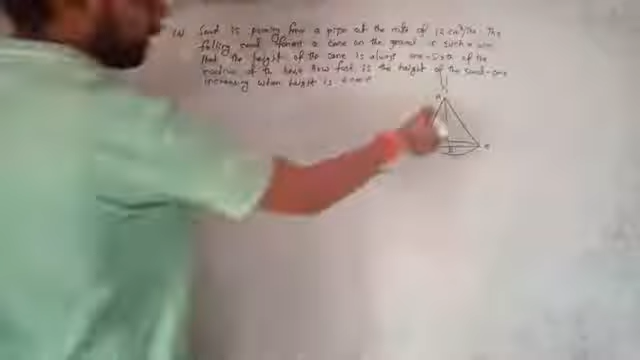 Sand is pouring from a pipe at the rate of 12 cm³/s. The
falling sand forms a cone on the ground in such a way
that the height of the cone is always one-sixth of the
radius of the base. How fast is the height of the sand-cone
increasing when height is 4 cm?
A